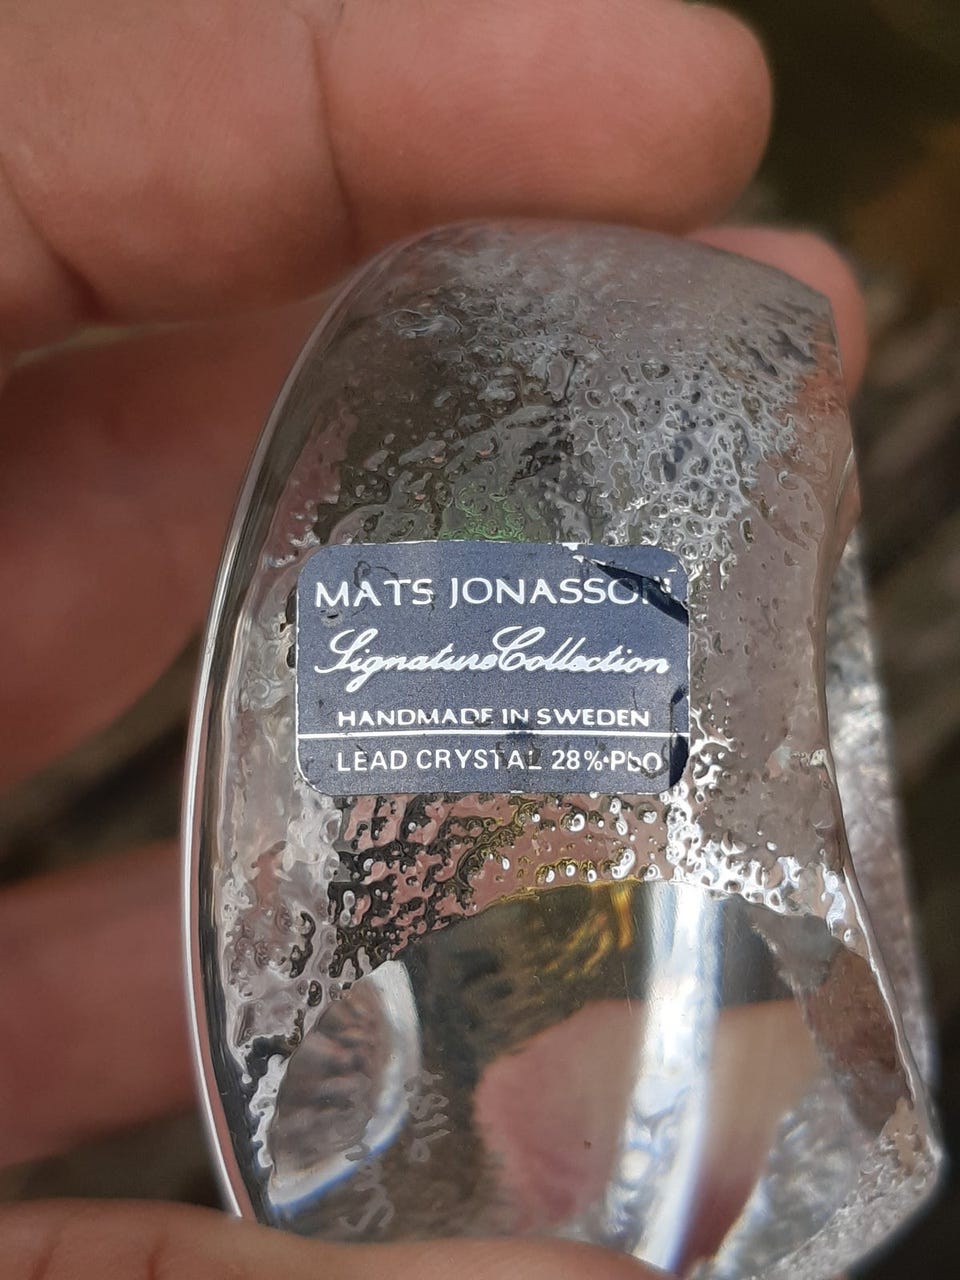 MATS JONASSON
Signature Collection
HANDMADE IN SWEDEN
LEAD CRYSTAL 28%•PbO